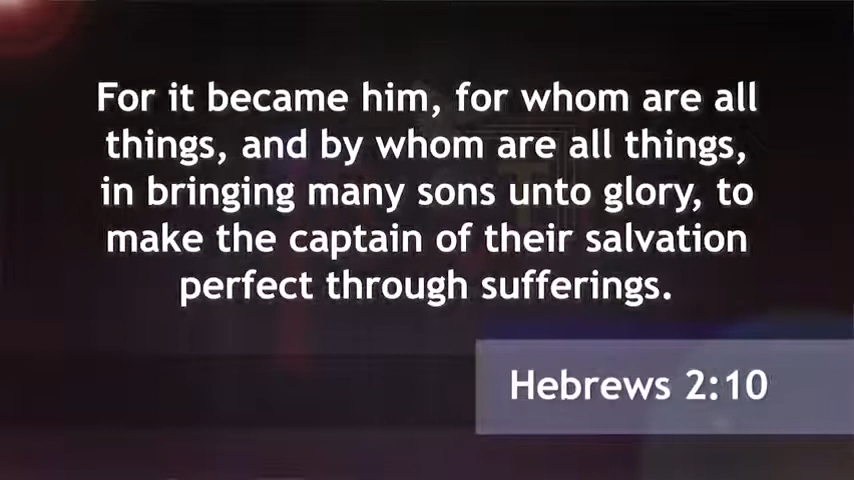 For it became him, for whom are all
things, and by whom are all things,
in bringing many sons unto glory, to
make the captain of their salvation
perfect through sufferings.
Hebrews 2:10